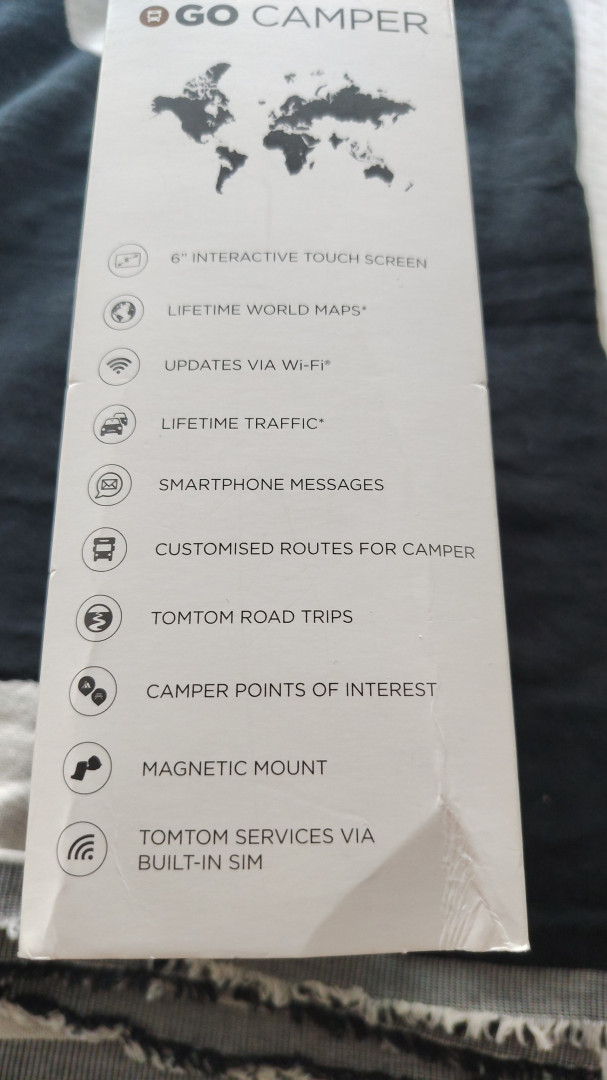 GO CAMPER
6" INTERACTIVE TOUCH SCREEN
LIFETIME WORLD MAPS*
UPDATES VIA Wi-Fi®
LIFETIME TRAFFIC*
SMARTPHONE MESSAGES
CUSTOMISED ROUTES FOR CAMPER
TOMTOM ROAD TRIPS
CAMPER POINTS OF INTEREST
MAGNETIC MOUNT
TOMTOM SERVICES VIA
BUILT-IN SIM